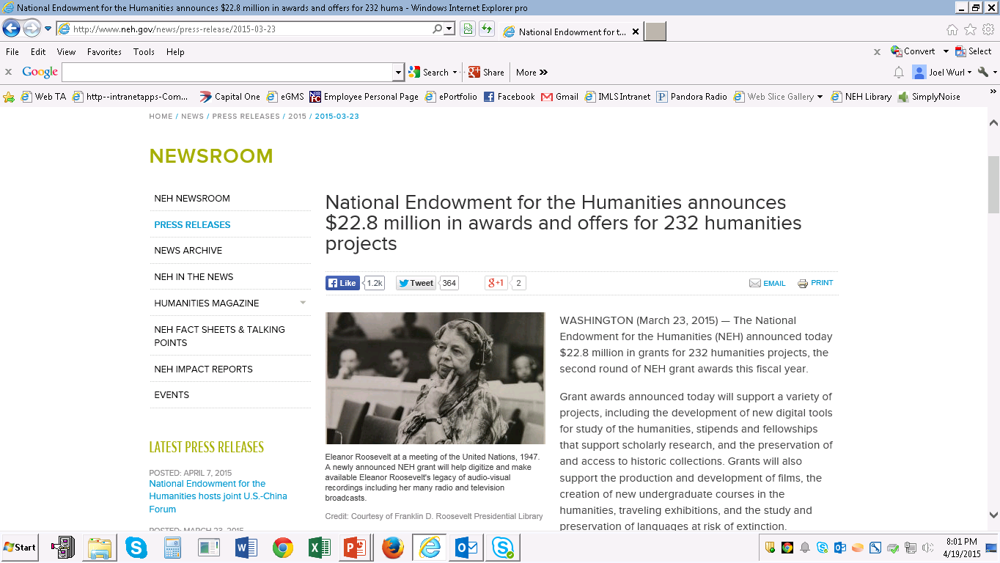 National Endowment for the Humanities announces $22.8 million in awards and offers for 232 huma - Windows Internet Explorer p
http://www.neh.gov/news/press-release/2015-03-23
National Endowment for t...
File Edit View Favorites Tools Help
Convert Select
Google Search Share More »
Joel Wurl
Web TA http--intranetapps-Com... Capital One eGMS Employee Personal Page ePortfolio Facebook Gmail IMLS Intranet Pandora Radio Web Slice Gallery NEH Library SimplyNoise
HOME / NEWS / PRESS RELEASES / 2015 / 2015-03-23
NEWSROOM
NEH NEWSROOM
PRESS RELEASES
NEWS ARCHIVE
NEH IN THE NEWS
HUMANITIES MAGAZINE
NEH FACT SHEETS & TALKING
POINTS
NEH IMPACT REPORTS
EVENTS
LATEST PRESS RELEASES
POSTED: APRIL 7, 2015
National Endowment for the
Humanities hosts joint U.S.-China
Forum
POSTED: MARCH 23, 2015
National Endowment for the Humanities announces
$22.8 million in awards and offers for 232 humanities
projects
Like 1.2k Tweet 364 g+1 2
EMAIL PRINT
Eleanor Roosevelt at a meeting of the United Nations, 1947.
A newly announced NEH grant will help digitize and make
available Eleanor Roosevelt's legacy of audio-visual
recordings including her many radio and television
broadcasts.
Credit: Courtesy of Franklin D. Roosevelt Presidential Library
WASHINGTON (March 23, 2015) — The National
Endowment for the Humanities (NEH) announced today
$22.8 million in grants for 232 humanities projects, the
second round of NEH grant awards this fiscal year.
Grant awards announced today will support a variety of
projects, including the development of new digital tools
for study of the humanities, stipends and fellowships
that support scholarly research, and the preservation of
and access to historic collections. Grants will also
support the production and development of films, the
creation of new undergraduate courses in the
humanities, traveling exhibitions, and the study and
preservation of languages at risk of extinction.
Start
8:01 PM
4/19/2015